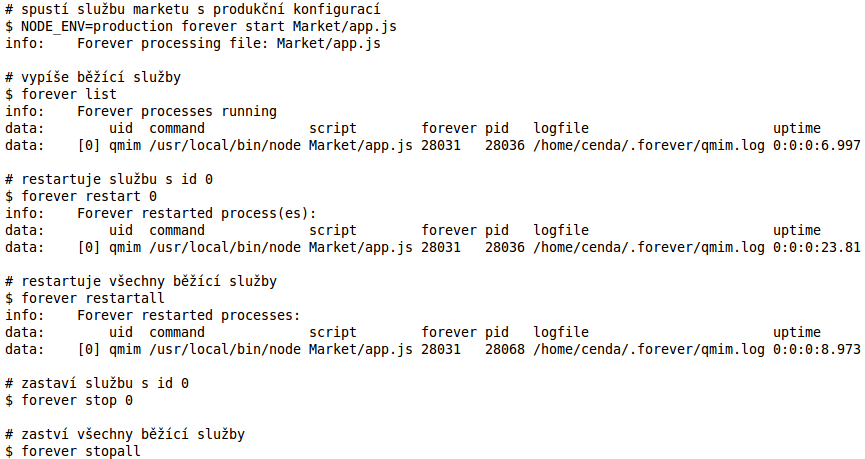 # spustí službu marketu s produkční konfigurací
$ NODE_ENV=production forever start Market/app.js
info:    Forever processing file: Market/app.js

# vypíše běžící služby
$ forever list
info:    Forever processes running
data:        uid  command             script        forever pid   logfile                       uptime
data:    [0] qmim /usr/local/bin/node Market/app.js 28031   28036 /home/cenda/.forever/qmim.log 0:0:0:6.997

# restartuje službu s id 0
$ forever restart 0
info:    Forever restarted process(es):
data:        uid  command             script        forever pid   logfile                       uptime
data:    [0] qmim /usr/local/bin/node Market/app.js 28031   28036 /home/cenda/.forever/qmim.log 0:0:0:23.81

# restartuje všechny běžící služby
$ forever restartall
info:    Forever restarted processes:
data:        uid  command             script        forever pid   logfile                       uptime
data:    [0] qmim /usr/local/bin/node Market/app.js 28031   28068 /home/cenda/.forever/qmim.log 0:0:0:8.973

# zastaví službu s id 0
$ forever stop 0

# zaství všechny běžící služby
$ forever stopall